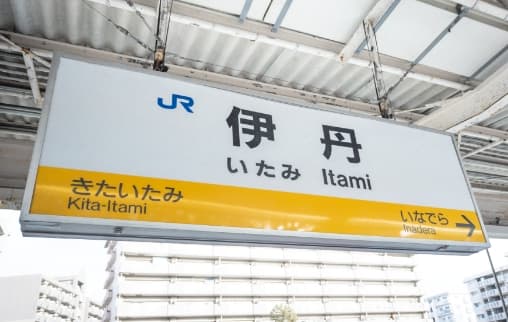 JR 伊丹
いたみ Itami
きたいたみ
Kita-Itami
いなでら
Inadera
→